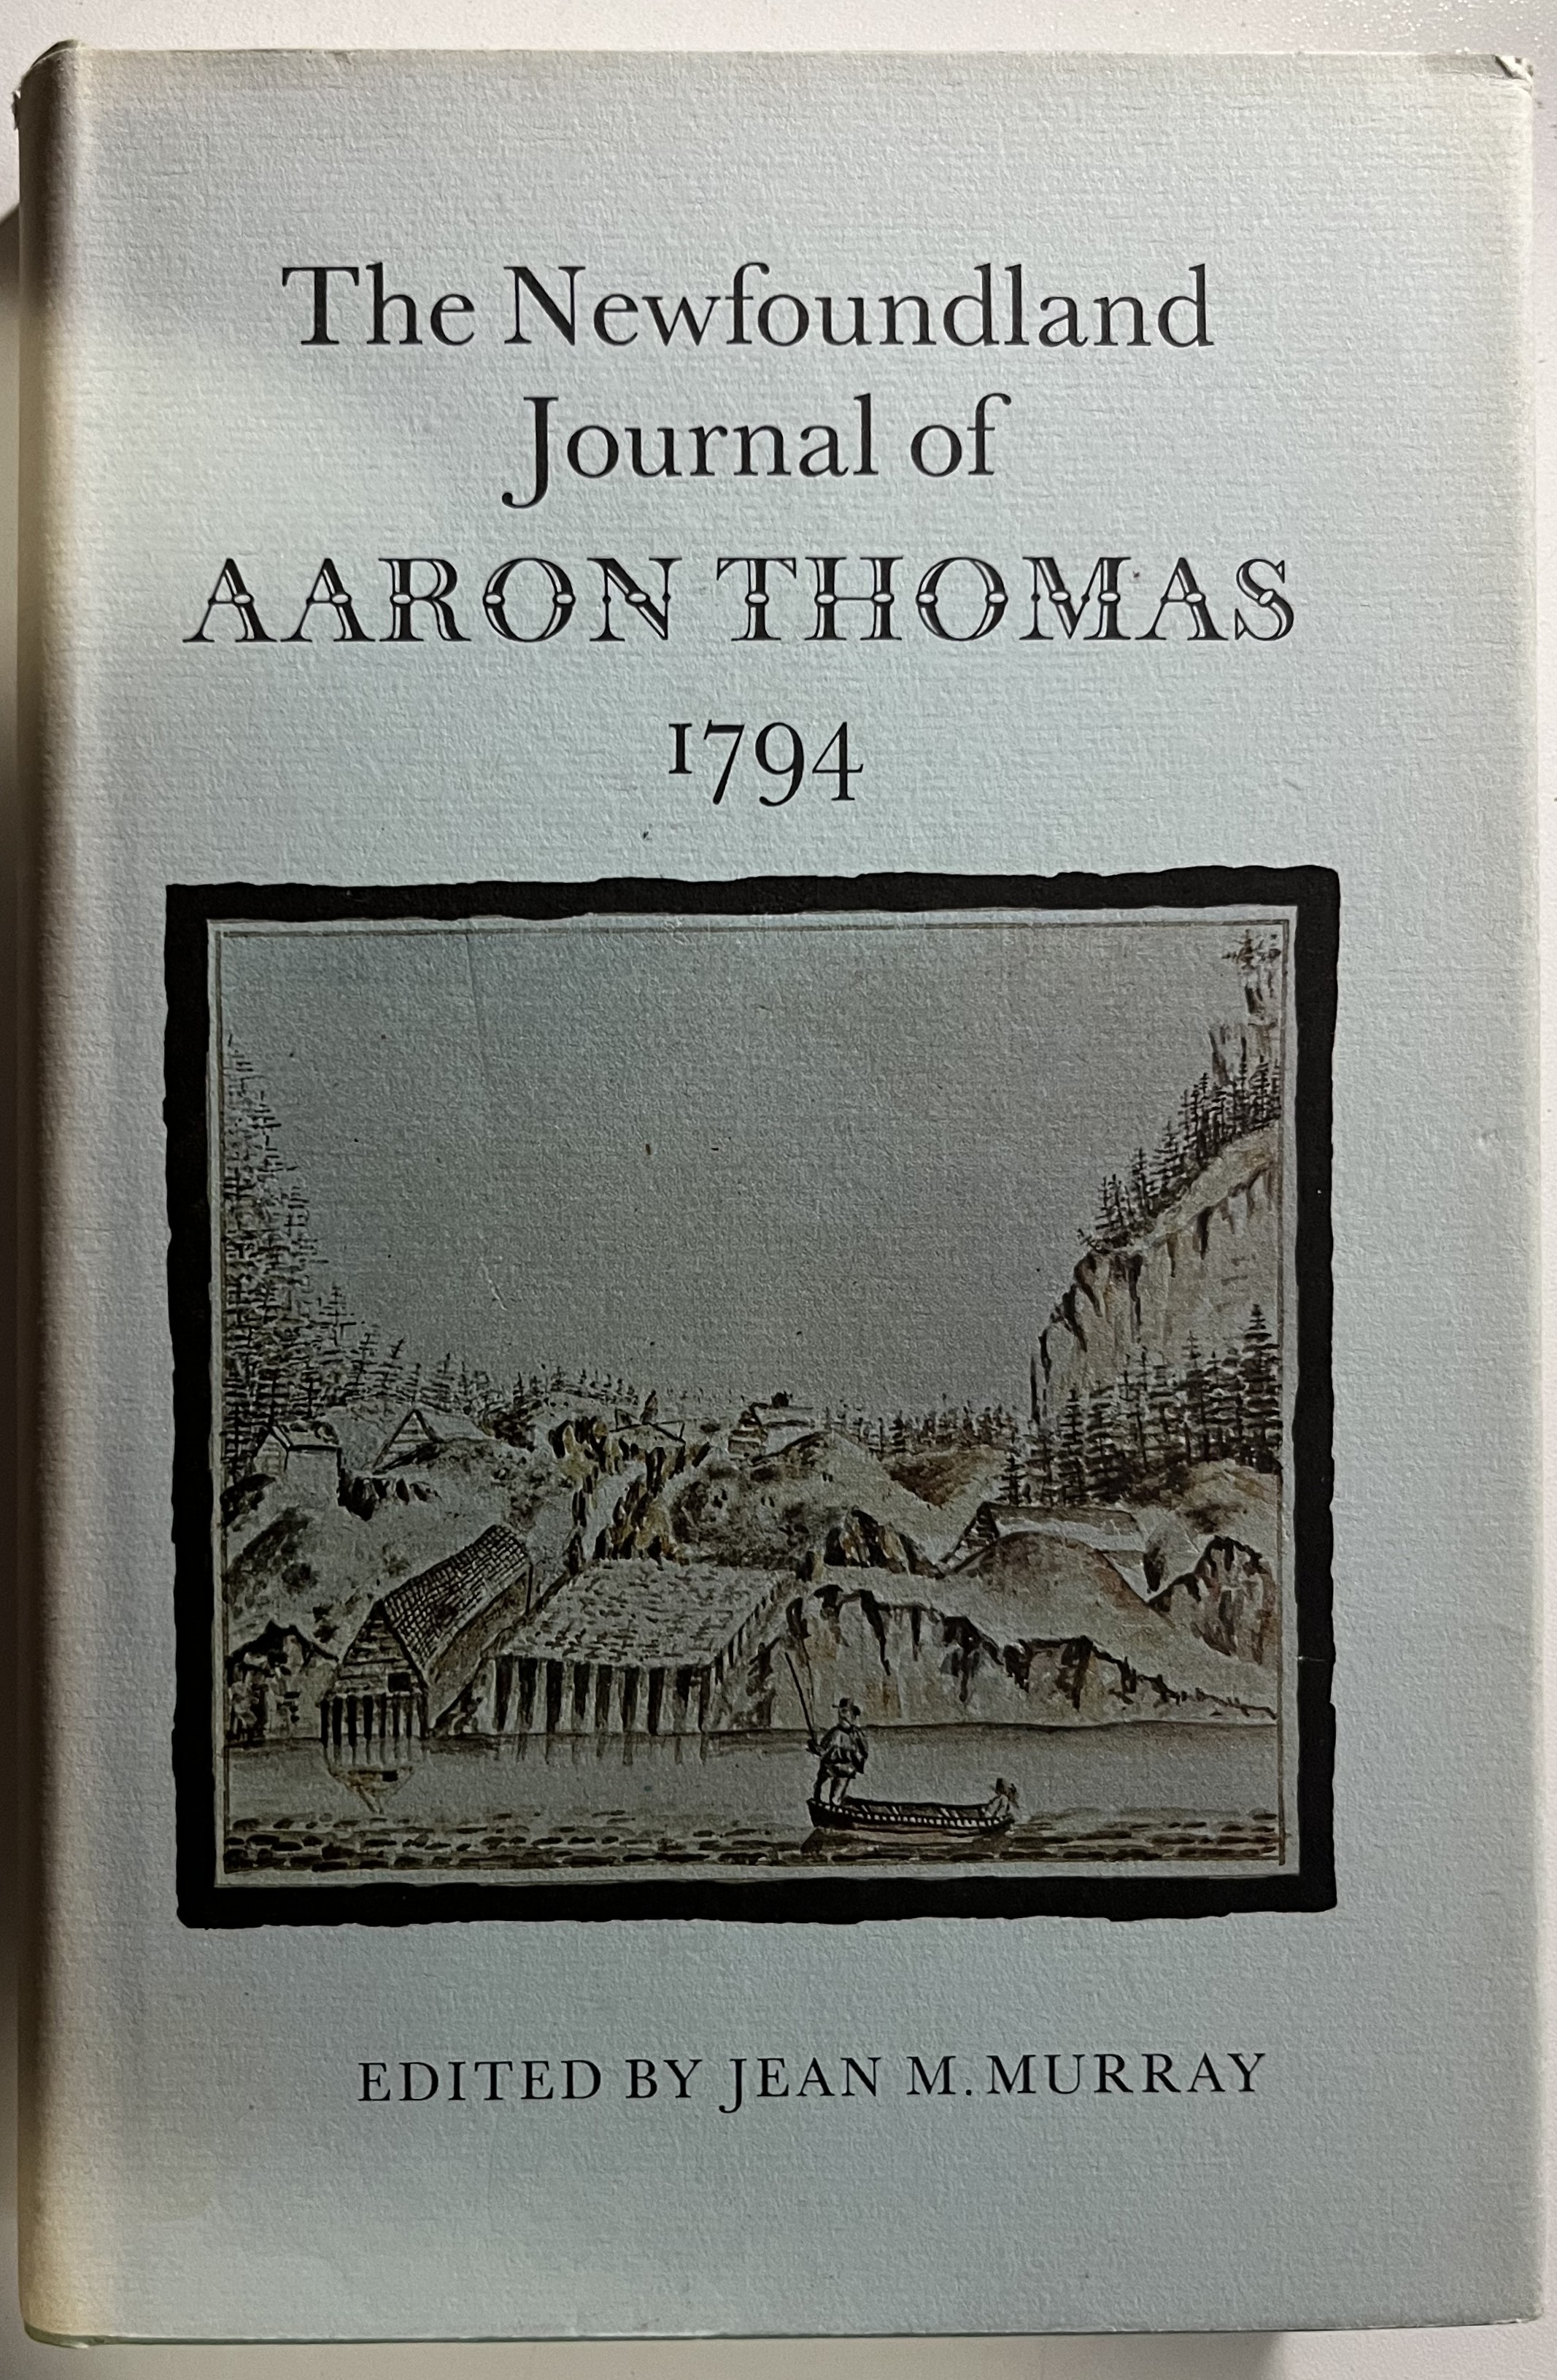 The Newfoundland
Journal of
AARON THOMAS
1794
EDITED BY JEAN M. MURRAY